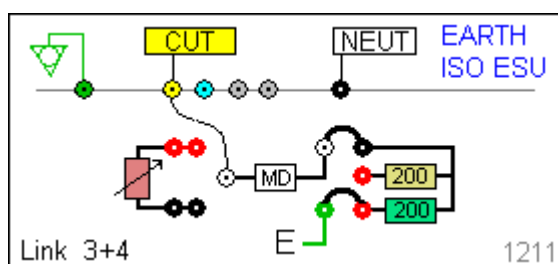 CUT
NEUT
EARTH
ISO ESU
MD
200
200
E
Link 3+4
1211